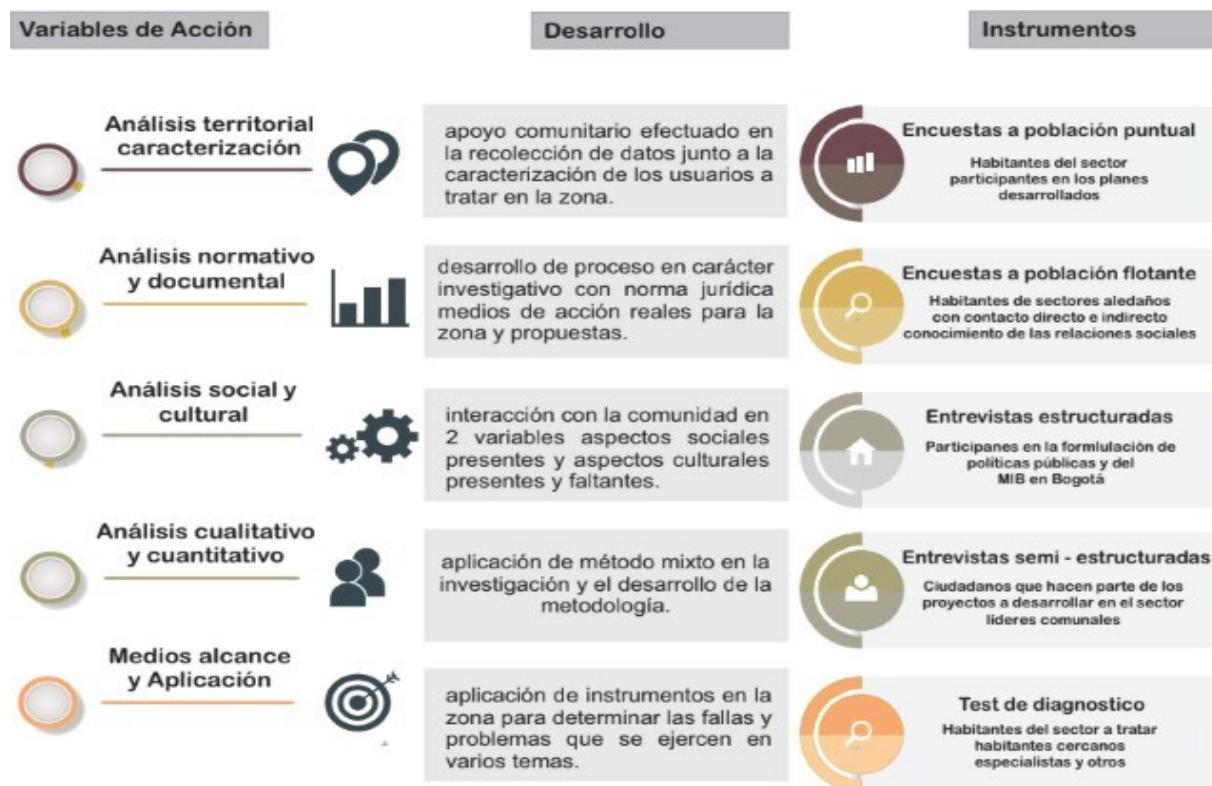 Variables de Acción
Desarrollo
Instrumentos
Análisis territorial
caracterización
apoyo comunitario efectuado en
la recolección de datos junto a la
caracterización de los usuarios a
tratar en la zona.
Encuestas a población puntual
Habitantes del sector
participantes en los planes
desarrollados
Análisis normativo
y documental
desarrollo de proceso en carácter
investigativo con norma jurídica
medios de acción reales para la
zona y propuestas.
Encuestas a población flotante
Habitantes de sectores aledaños
con contacto directo e indirecto
conocimiento de las relaciones sociales
Análisis social y
cultural
interacción con la comunidad en
2 variables aspectos sociales
presentes y aspectos culturales
presentes y faltantes.
Entrevistas estructuradas
Participanes en la formlulación de
políticas públicas y del
MIB en Bogotá
Análisis cualitativo
y cuantitativo
aplicación de método mixto en la
investigación y el desarrollo de la
metodología.
Entrevistas semi - estructuradas
Ciudadanos que hacen parte de los
proyectos a desarrollar en el sector
líderes comunales
Medios alcance
y Aplicación
aplicación de instrumentos en la
zona para determinar las fallas y
problemas que se ejercen en
varios temas.
Test de diagnostico
Habitantes del sector a tratar
habitantes cercanos
especialistas y otros